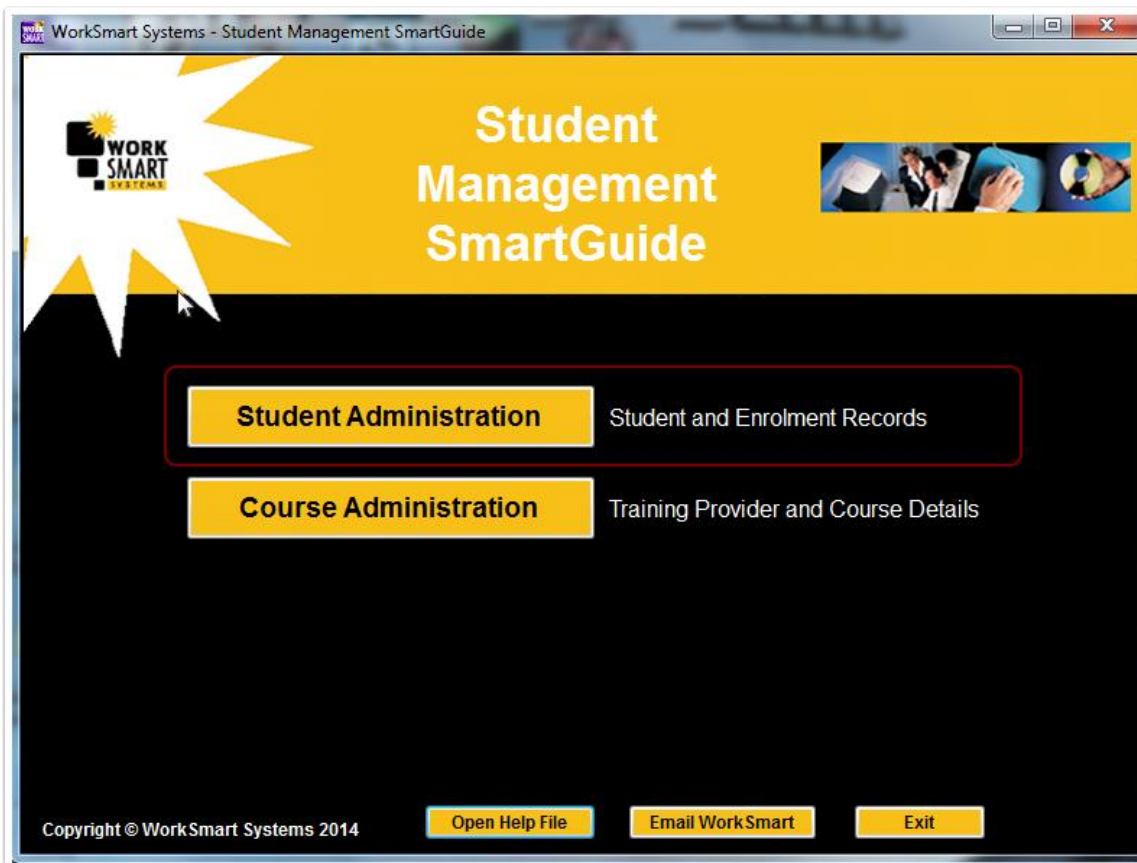 WorkSmart Systems - Student Management SmartGuide
WORK
SMART
SYSTEMS
Student
Management
SmartGuide
Student Administration
Student and Enrolment Records
Course Administration
Training Provider and Course Details
Copyright © WorkSmart Systems 2014
Open Help File
Email WorkSmart
Exit